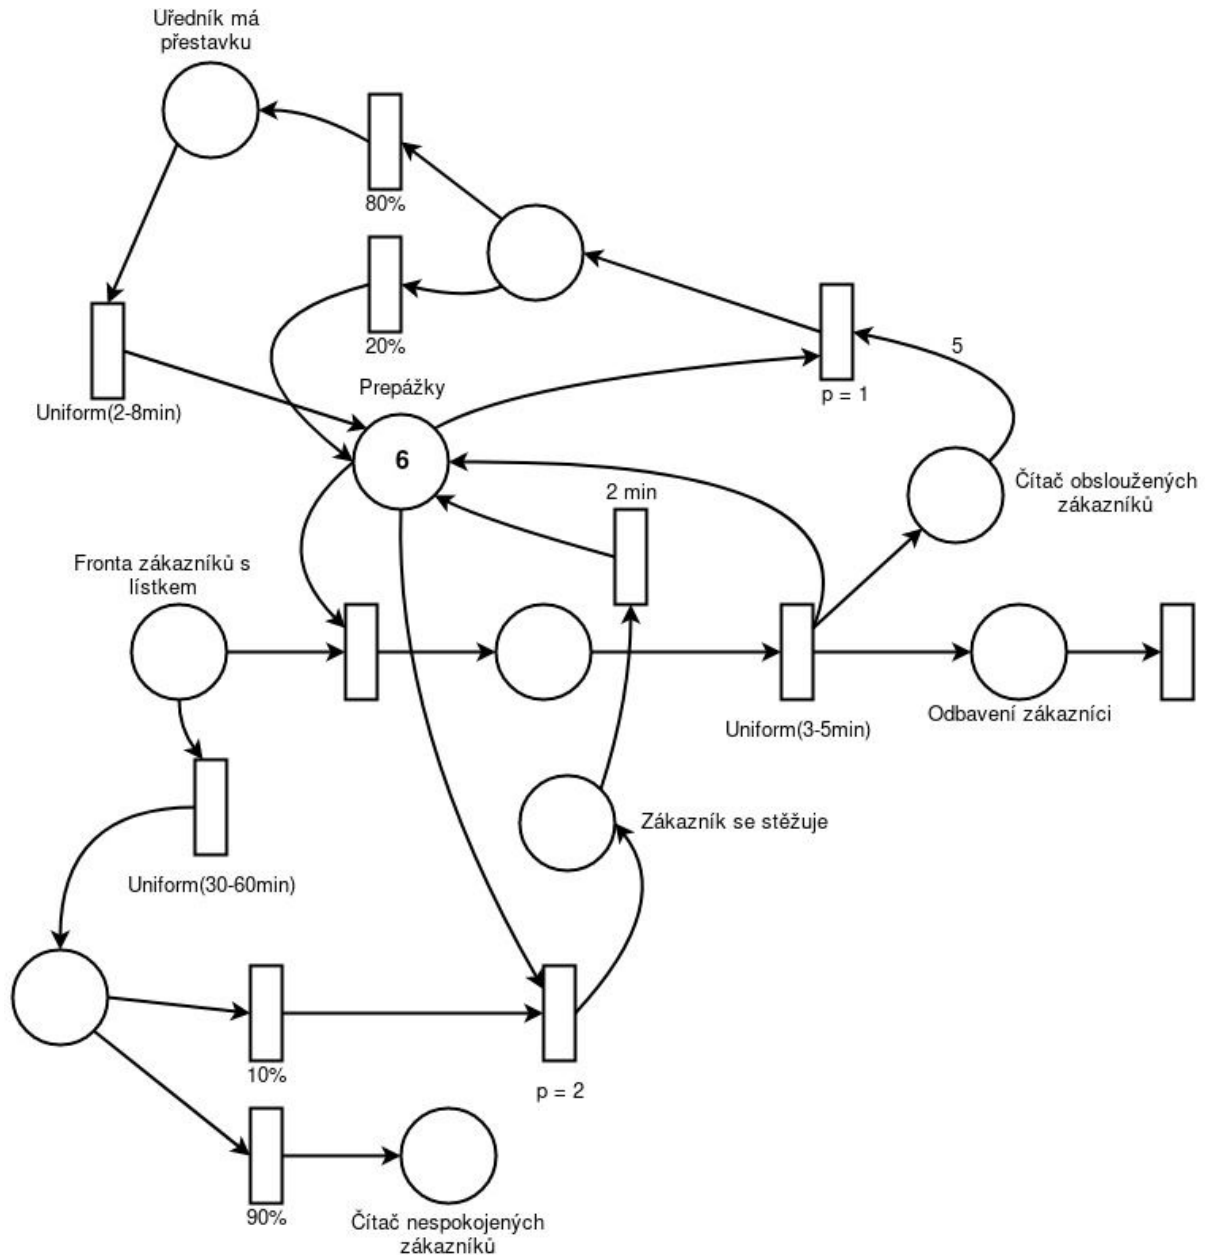 Uředník má
přestavku
80%
20%
5
p = 1
Uniform(2-8min)
Prepážky
6
Čítač obsloužených
zákazníků
2 min
Fronta zákazníků s
lístkem
Uniform(3-5min)
Odbavení zákazníci
Zákazník se stěžuje
Uniform(30-60min)
10%
p = 2
90%
Čítač nespokojených
zákazníků